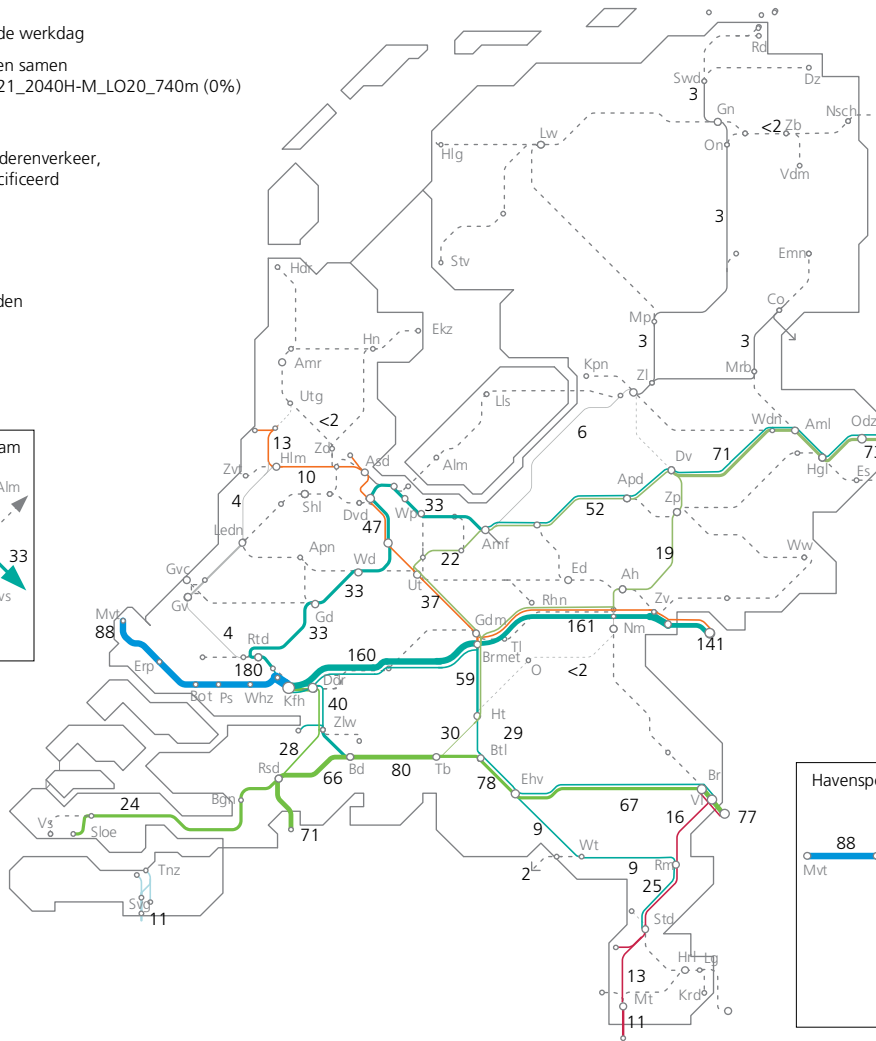 de werkdag
en samen
21_2040H-M_LO20_740m (0%)
derenverkeer,
cificeerd
den
am
Alm
33
vs
Rd
Swd
3
Dz
Gn
On
<2
Zb
Nsch
Vdm
Lw
Hlg
Stv
3
Emn
Co
Hdr
Mp
3
3
Mrb
Ekz
Hn
Amr
Kpn
Zl
Utg
Lls
<2
6
Wdn
Aml
Odz
73
13
Zd
Asd
Zvt
Hlm
10
Alm
Dv
71
Hgl
Es
4
Shl
Dvd
Wp
33
Apd
Zp
52
Ledn
47
Amf
Apn
Wd
22
19
Ww
Gvc
Gv
Ut
Ed
Ah
33
37
Rhn
Zv
Gd
33
Mvt
88
4
Rtd
Gdm
161
Nm
141
Tl
Erp
180
160
Brmet
O
<2
Bot
Ps
Whz
Kfh
Ddr
59
40
Zlw
Ht
30
29
28
Btl
Rsd
66
Bd
80
Tb
78
Ehv
Br
Bgn
24
67
Vl
77
Havenspo
Vs
Sloe
71
9
16
88
Mvt
Wt
9
Rm
2
25
Tnz
Svg
11
Std
Hrl
Lg
13
Mt
Krd
11